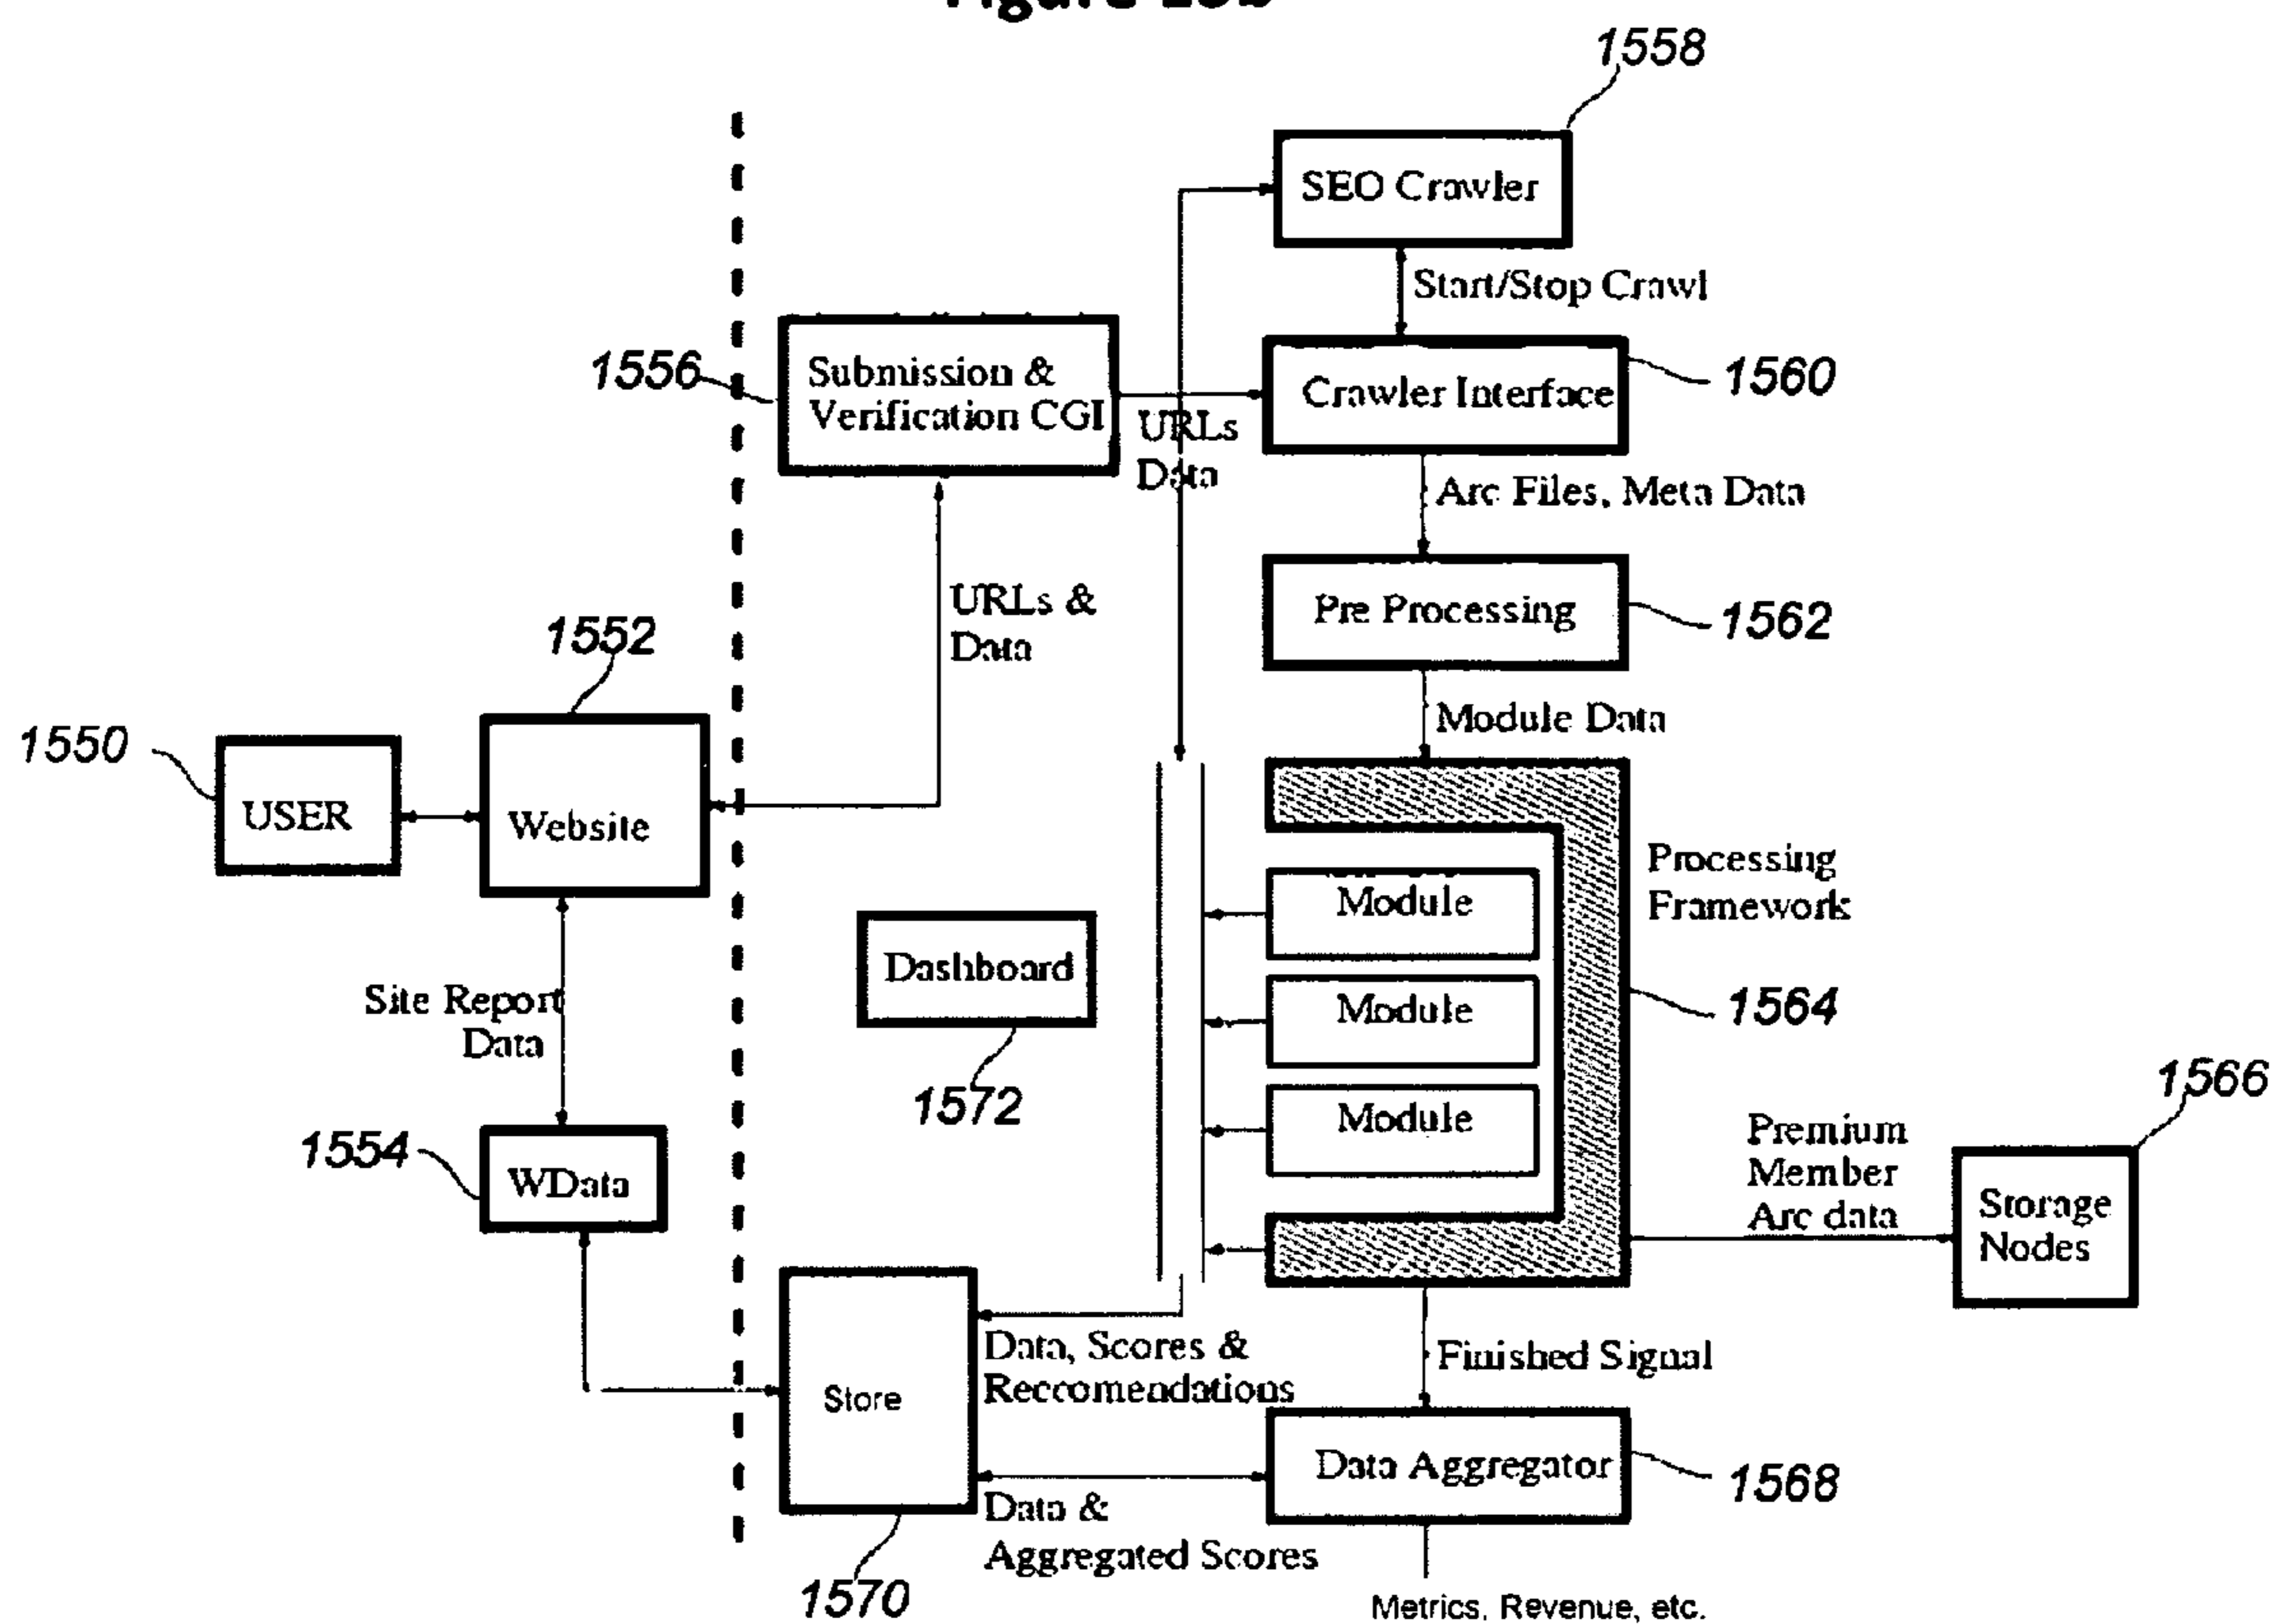 1558
SEO Crawler
Start/Stop Crawl
1556
Submission &
Verification CGI
URLs
Data
Crawler Interface
1560
Arc Files, Meta Data
Pre Processing
1562
URLs &
Data
Module Data
1552
1550
USER
Website
Processing
Framework
Module
Module
Module
1564
Dashboard
1572
Site Report
Data
1554
WData
1566
Premium
Member
Arc data
Storage
Nodes
Store
Data, Scores &
Reccomendations
Finished Signal
Data &
Aggregated Scores
Data Aggregator
1568
1570
Metrics, Revenue, etc.